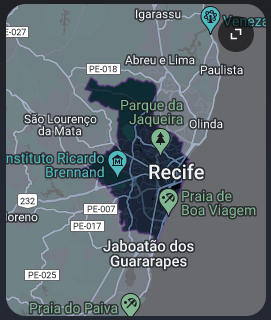 Igarassu
E-027
Veneza
PE-018
Abreu e Lima
Paulista
Parque da
Jaqueira
São Lourenço
da Mata
Olinda
nstituto Ricardo
Brennand
Recife
232
PE-007
Praia de
Boa Viagem
oreno
PE-017
Jaboatão dos
Guararapes
PE-025
Praia do Paiva